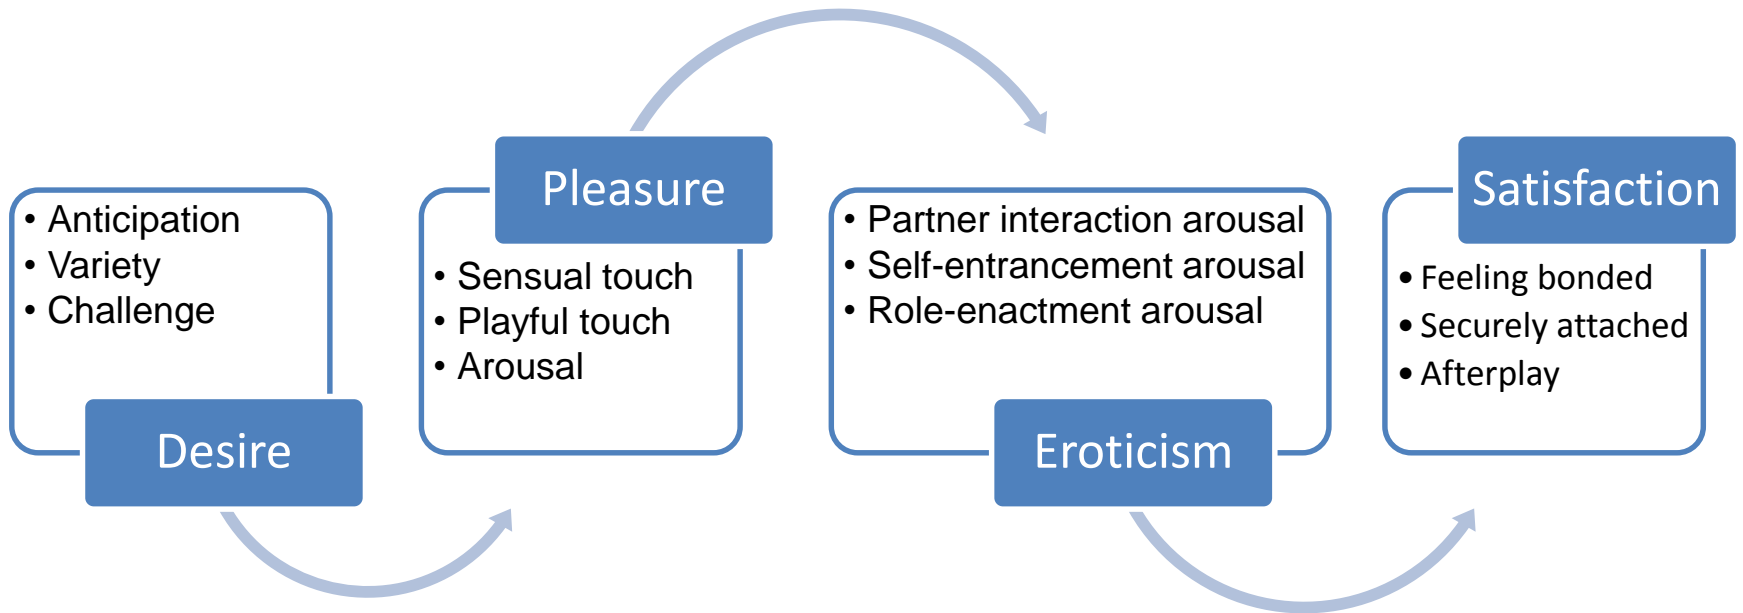 • Anticipation
• Variety
• Challenge
Desire
Pleasure
• Sensual touch
• Playful touch
• Arousal
• Partner interaction arousal
• Self-entrancement arousal
• Role-enactment arousal
Eroticism
Satisfaction
• Feeling bonded
• Securely attached
• Afterplay